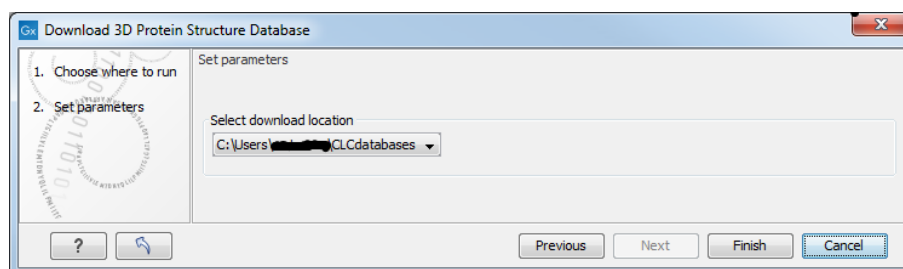 Gx Download 3D Protein Structure Database
1. Choose where to run
2. Set parameters
Set parameters
Select download location
C:\Users\ \CLCdatabases
?
Previous
Next
Finish
Cancel